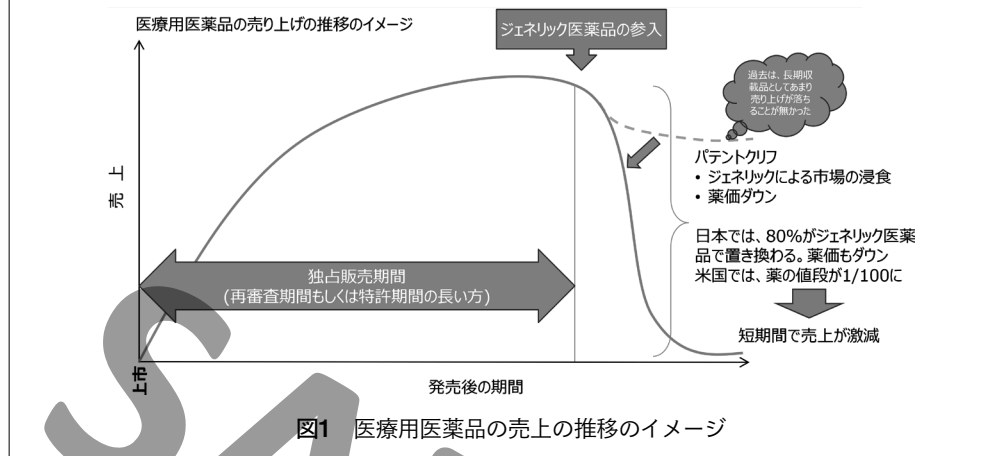 医療用医薬品の売り上げの推移のイメージ
ジェネリック医薬品の参入
過去は、長期収
載品としてあまり
売り上げが落ち
ることが無かった
パテントクリフ
• ジェネリックによる市場の浸食
• 薬価ダウン
売上
日本では、80%がジェネリック医薬
品で置き換わる。薬価もダウン
米国では、薬の値段が1/100に
独占販売期間
(再審査期間もしくは特許期間の長い方)
短期間で売上が激減
上市
発売後の期間
図1 医療用医薬品の売上の推移のイメージ